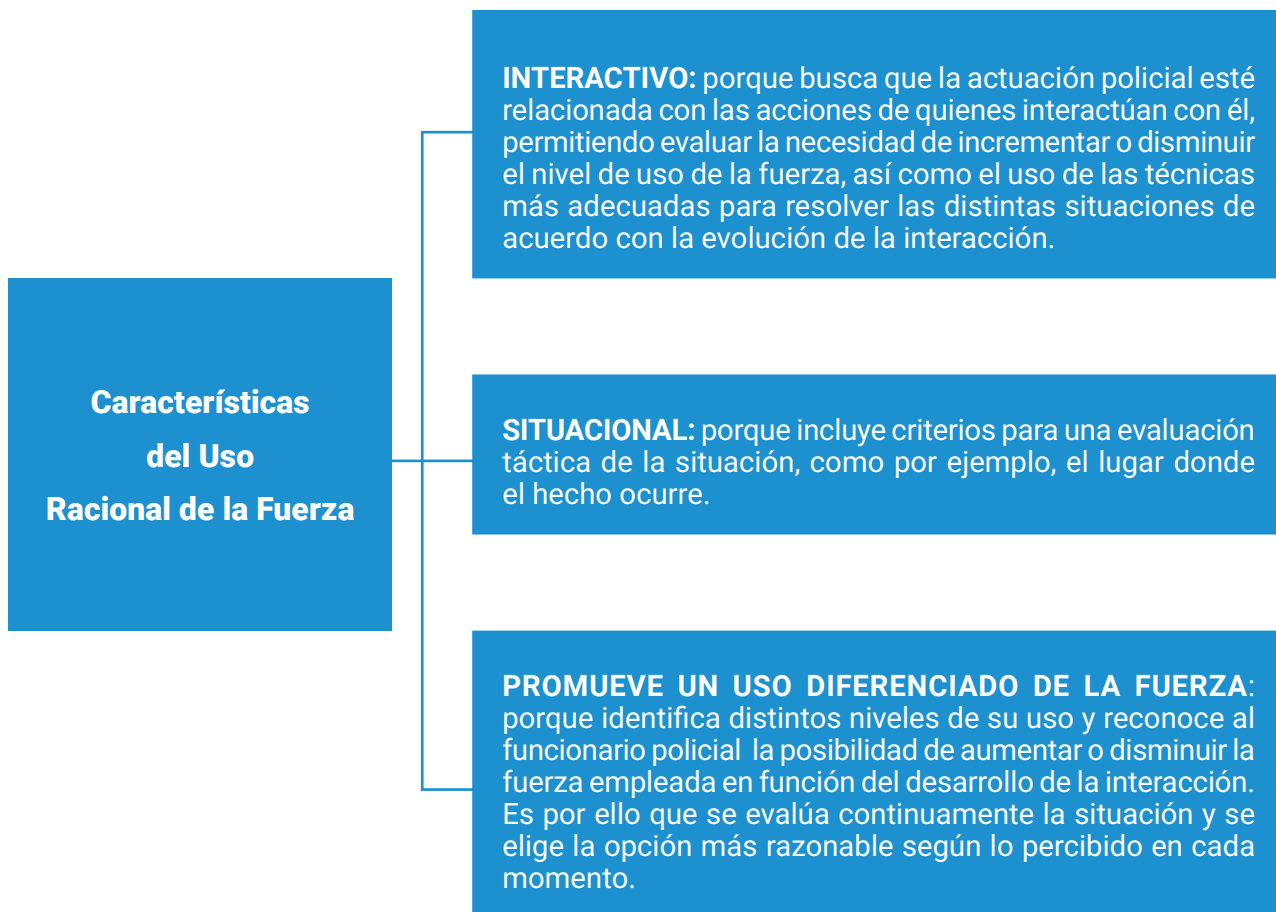 Características
del Uso
Racional de la Fuerza
INTERACTIVO: porque busca que la actuación policial esté
relacionada con las acciones de quienes interactúan con él,
permitiendo evaluar la necesidad de incrementar o disminuir
el nivel de uso de la fuerza, así como el uso de las técnicas
más adecuadas para resolver las distintas situaciones de
acuerdo con la evolución de la interacción.
SITUACIONAL: porque incluye criterios para una evaluación
táctica de la situación, como por ejemplo, el lugar donde
el hecho ocurre.
PROMUEVE UN USO DIFERENCIADO DE LA FUERZA:
porque identifica distintos niveles de su uso y reconoce al
funcionario policial la posibilidad de aumentar o disminuir la
fuerza empleada en función del desarrollo de la interacción.
Es por ello que se evalúa continuamente la situación y se
elige la opción más razonable según lo percibido en cada
momento.